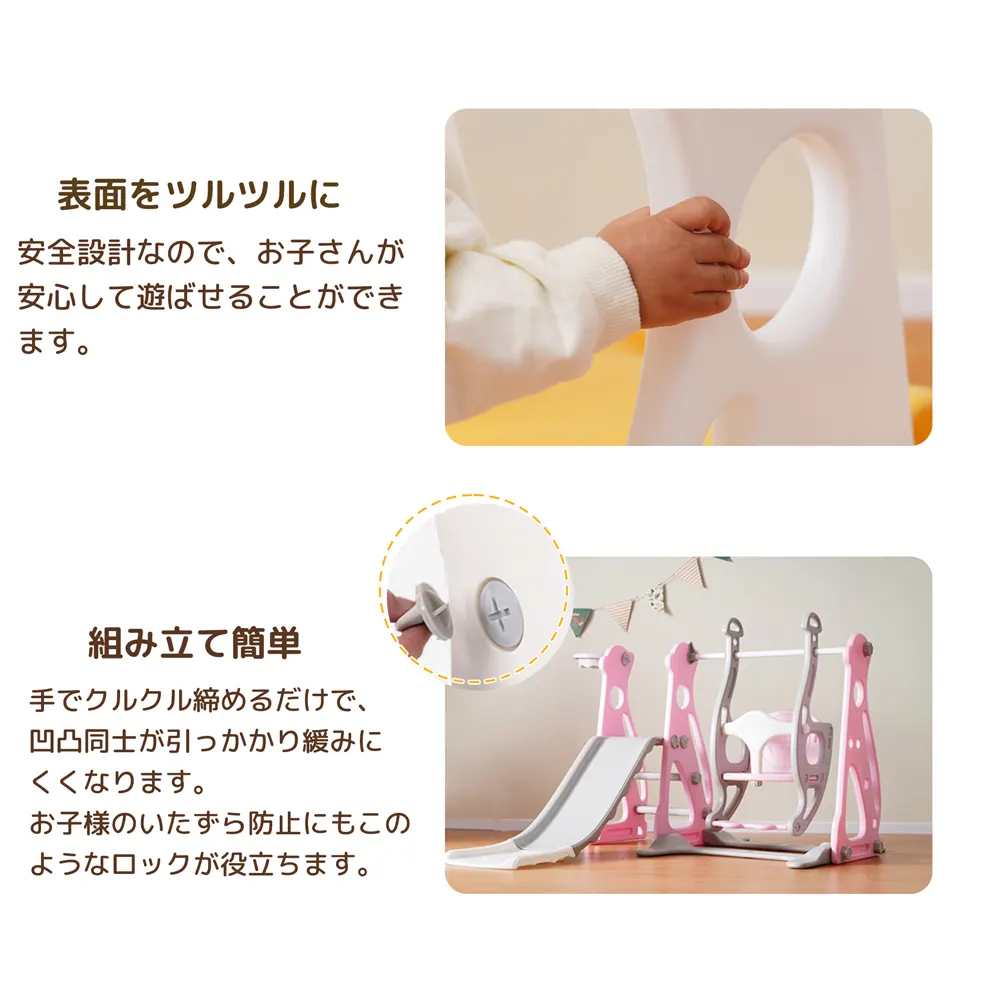 表面をツルツルに
安全設計なので、お子さんが
安心して遊ばせることができ
ます。
組み立て簡単
手でクルクル締めるだけで、
凹凸同士が引っかかり緩みに
くくなります。
お子様のいたずら防止にもこの
ようなロックが役立ちます。